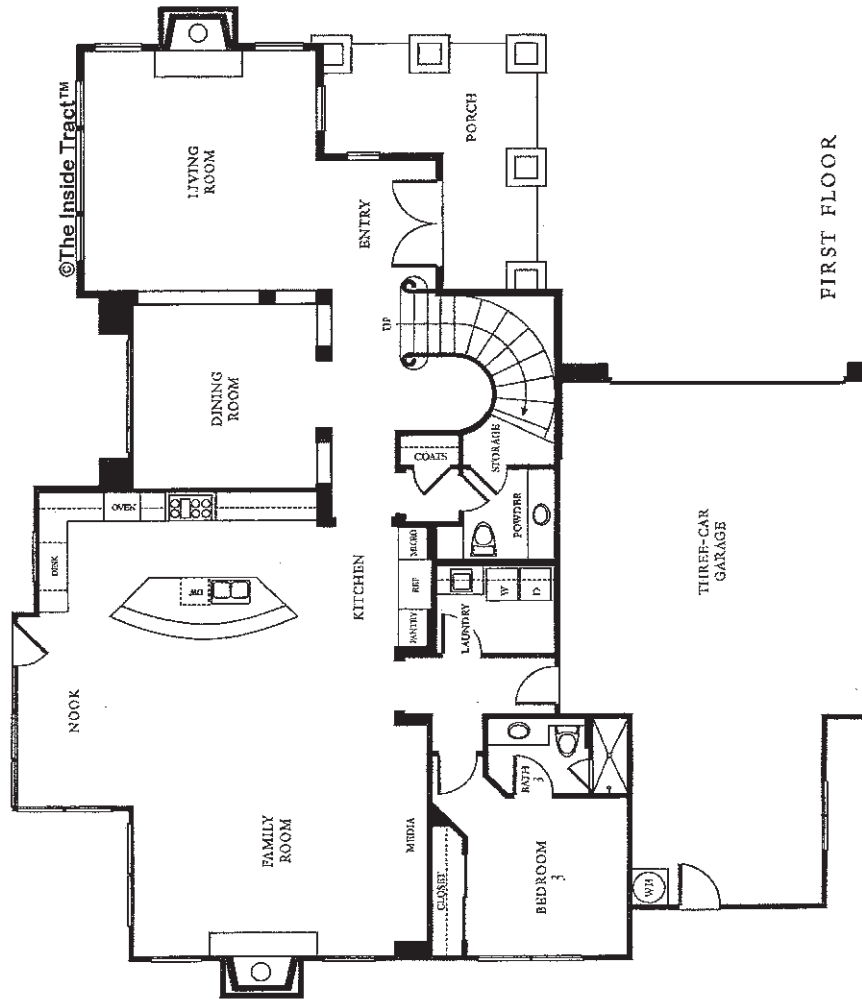 ©The Inside Tract™
LIVING
ROOM
PORCH
ENTRY
UP
DINING
ROOM
COATS
STORAGE
POWDER
OVEN
DESK
DW
KITCHEN
MICRO
REF
PANTRY
LAUNDRY
W
D
NOOK
FAMILY
ROOM
MEDIA
CLOSET
BATH
3
BEDROOM
3
WH
THREE-CAR
GARAGE
FIRST FLOOR